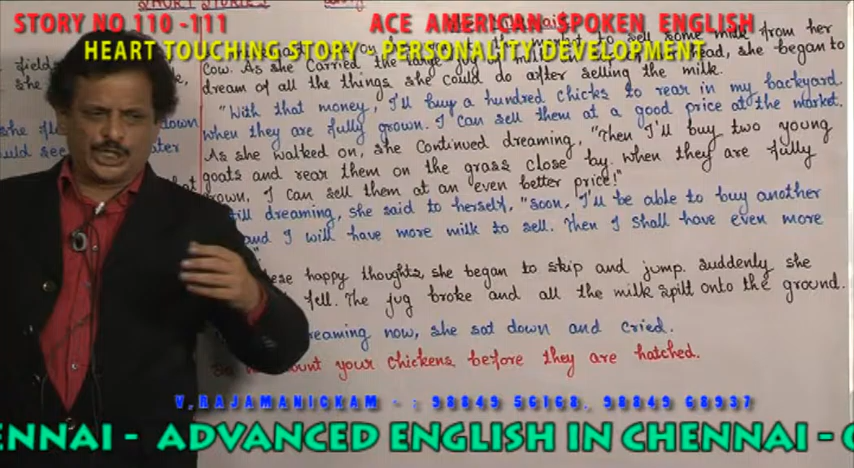 SHORT STORIES
STORY NO 110 -111
ACE AMERICAN SPOKEN ENGLISH
HEART TOUCHING STORY - PERSONALITY DEVELOPMENT
to sell some milk from her
cow. As she carried the large jug head, she began to
dream of all the things she could do after selling the milk.
"With that money, I'll buy a hundred chicks to rear in my backyard.
when they are fully grown. I can sell them at a good price at the market.
As she walked on, she continued dreaming, "Then I'll buy two young
goats and rear them on the grass close by. when they are fully
grown, I can sell them at an even better price!"
still dreaming, she said to herself, "soon, I'll be able to buy another
and I will have more milk to sell. Then I shall have even more
happy thoughts, she began to skip and jump. suddenly she
fell. The jug broke and all the milk spilt onto the ground.
dreaming now, she sat down and cried.
your chickens before they are hatched.
V.RAJAMANICKAM - : 98849 56168, 98849 68937
ENNAI - ADVANCED ENGLISH IN CHENNAI - C